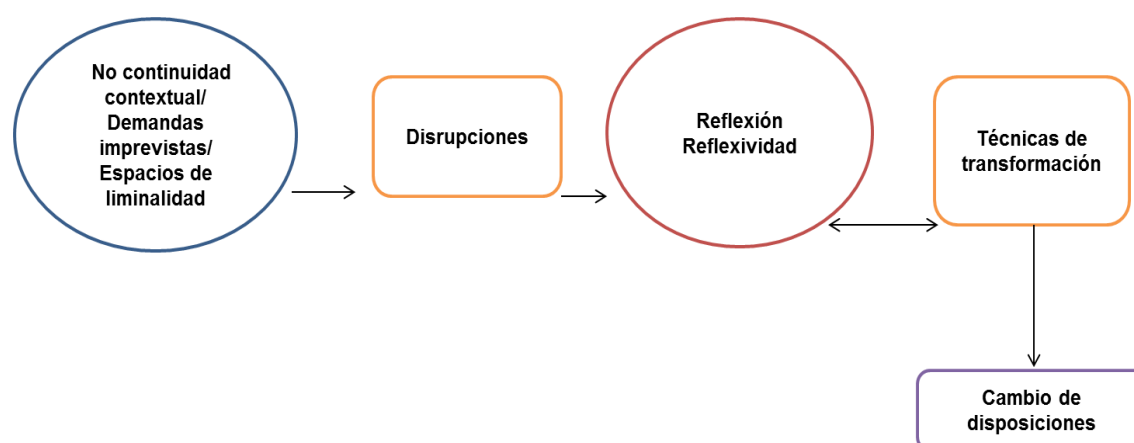 No continuidad
contextual/
Demandas
imprevistas/
Espacios de
liminalidad
Disrupciones
Reflexión
Reflexividad
Técnicas de
transformación
Cambio de
disposiciones